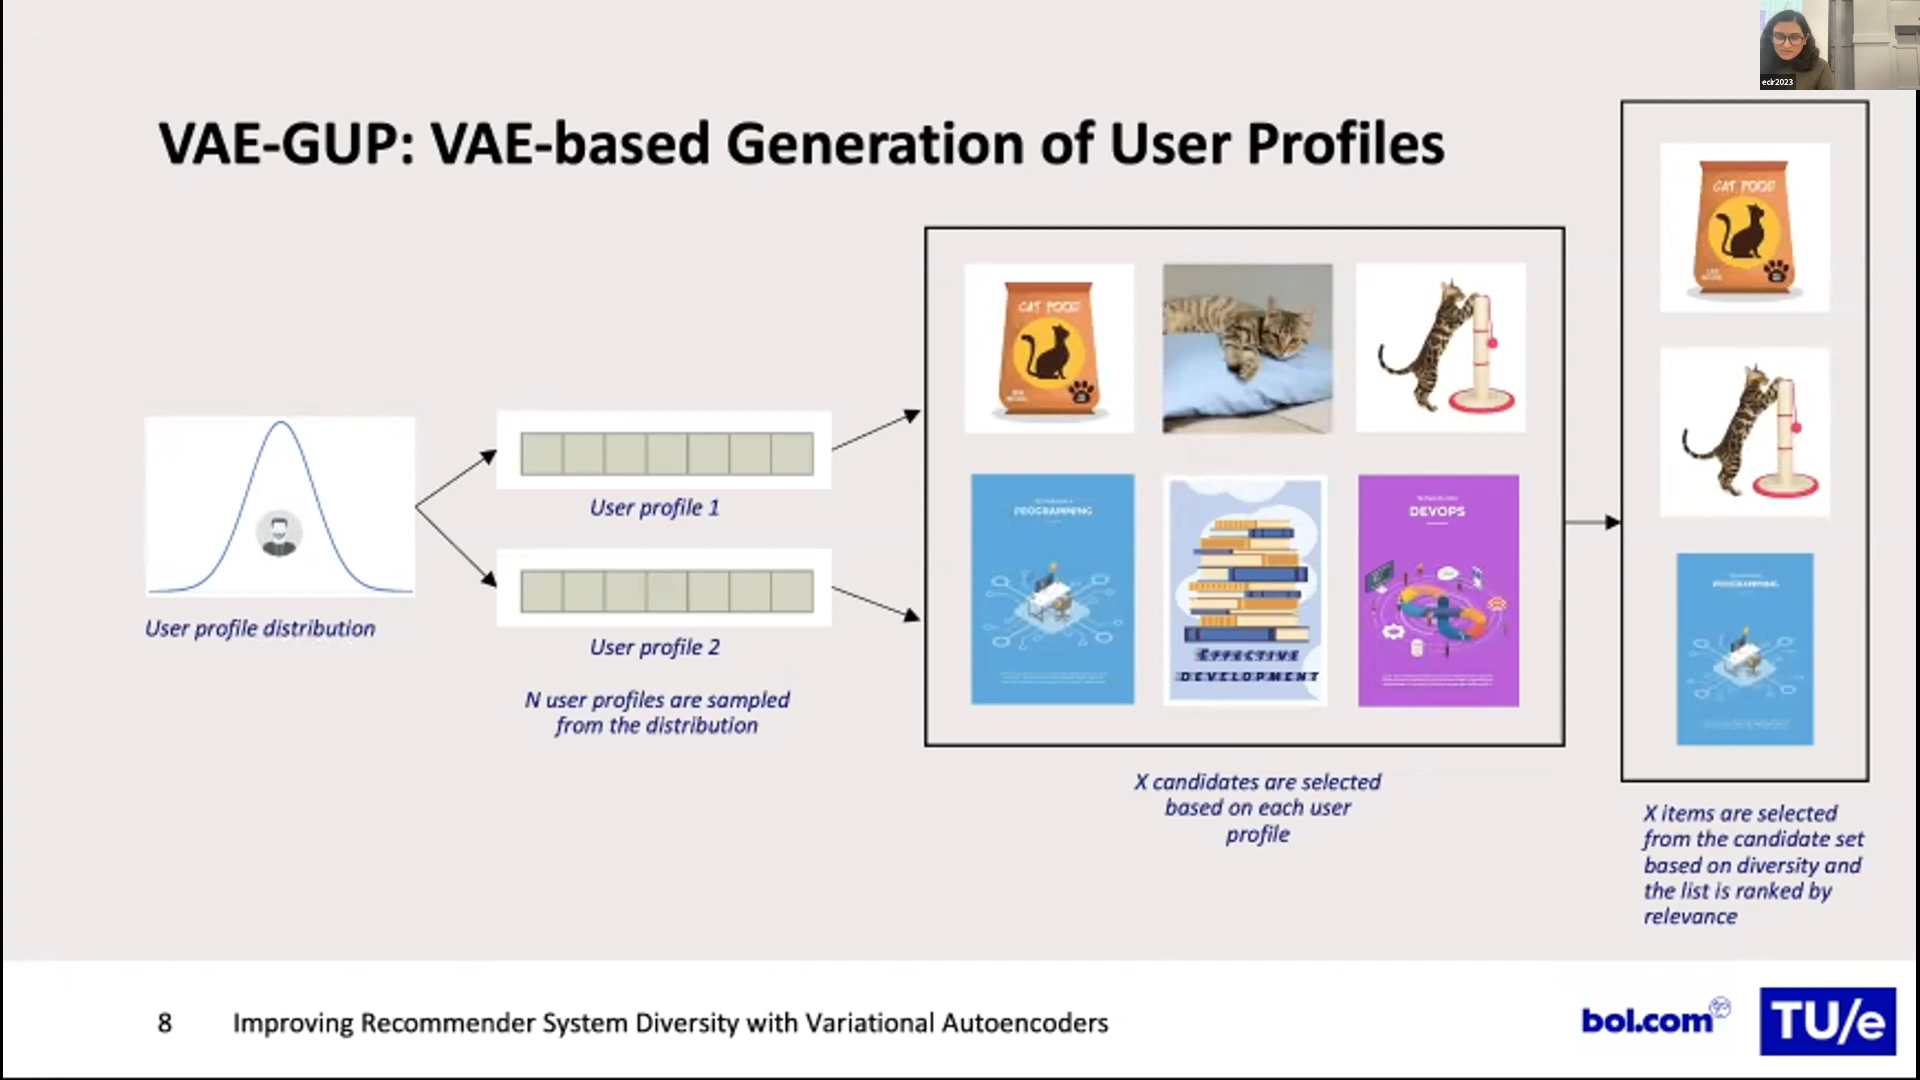 ecir2023
VAE-GUP: VAE-based Generation of User Profiles
CAT FOOD
CAT FOOD
PROGRAMMING
EFFECTIVE
DEVELOPMENT
DEVOPS
User profile distribution
User profile 1
User profile 2
N user profiles are sampled
from the distribution
X candidates are selected
based on each user
profile
PROGRAMMING
X items are selected
from the candidate set
based on diversity and
the list is ranked by
relevance
8
Improving Recommender System Diversity with Variational Autoencoders
bol.com
TU/e